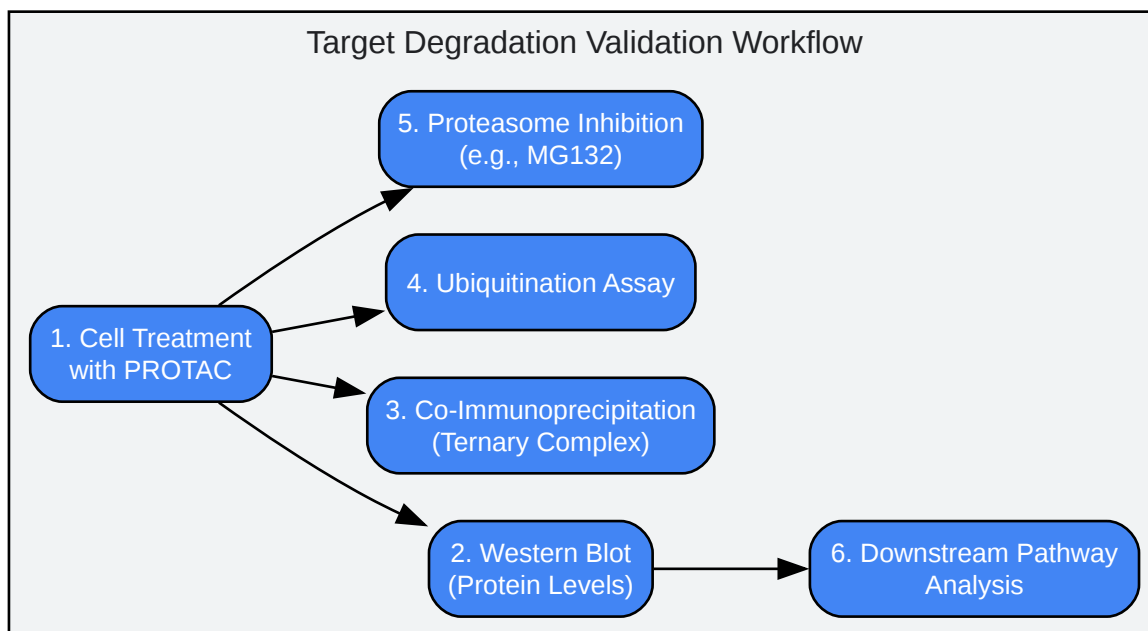 Target Degradation Validation Workflow
5. Proteasome Inhibition
(e.g., MG132)
4. Ubiquitination Assay
1. Cell Treatment
with PROTAC
3. Co-Immunoprecipitation
(Ternary Complex)
2. Western Blot
(Protein Levels)
6. Downstream Pathway
Analysis